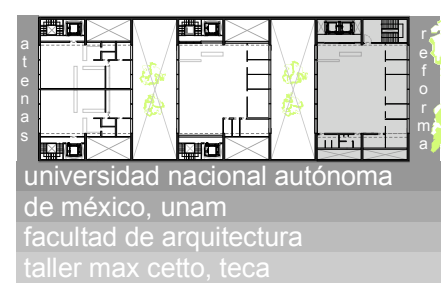 atenas
reforma
universidad nacional autónoma
de méxico, unam
facultad de arquitectura
taller max cetto, teca